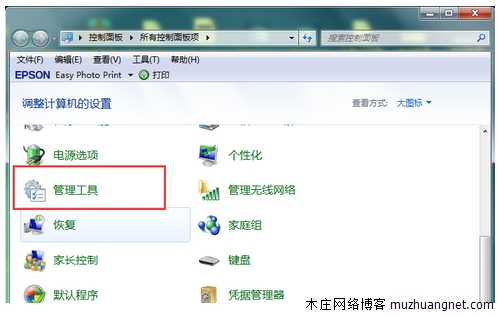 控制面板 ▸ 所有控制面板项 ▸
搜索控制面板
文件(F) 编辑(E) 查看(V) 工具(T) 帮助(H)
EPSON Easy Photo Print 打印
调整计算机的设置
查看方式: 大图标
电源选项 个性化
管理工具 管理无线网络
恢复 家庭组
家长控制 键盘
默认程序 凭据管理器
木庄网络博客 muzhuangnet.com